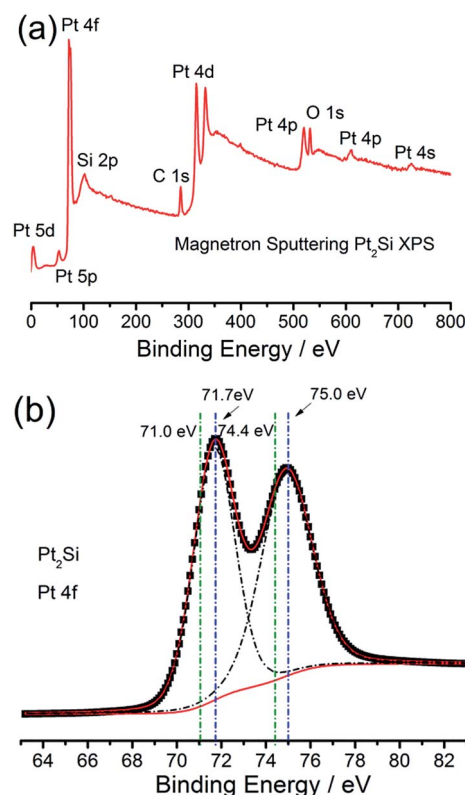 (a)
Pt 4f
Pt 4d
Si 2p
Pt 4p
O 1s
Pt 4p
C 1s
Pt 4s
Pt 5d
Magnetron Sputtering Pt₂Si XPS
Pt 5p
0 100 200 300 400 500 600 700 800
Binding Energy / eV
(b)
71.7eV
75.0 eV
71.0 eV
74.4 eV
Pt₂Si
Pt 4f
64 66 68 70 72 74 76 78 80 82
Binding Energy / eV